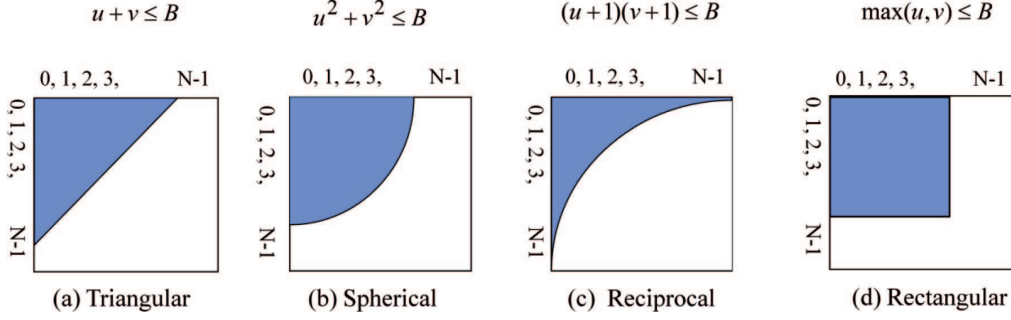 u + v ≤ B
u² + v² ≤ B
(u + 1)(v + 1) ≤ B
max(u, v) ≤ B
0, 1, 2, 3, N-1
0, 1, 2, 3, N-1
0, 1, 2, 3, N-1
0, 1, 2, 3, N-1
0, 1, 2, 3, N-1
0, 1, 2, 3, N-1
0, 1, 2, 3, N-1
0, 1, 2, 3, N-1
(a) Triangular
(b) Spherical
(c) Reciprocal
(d) Rectangular